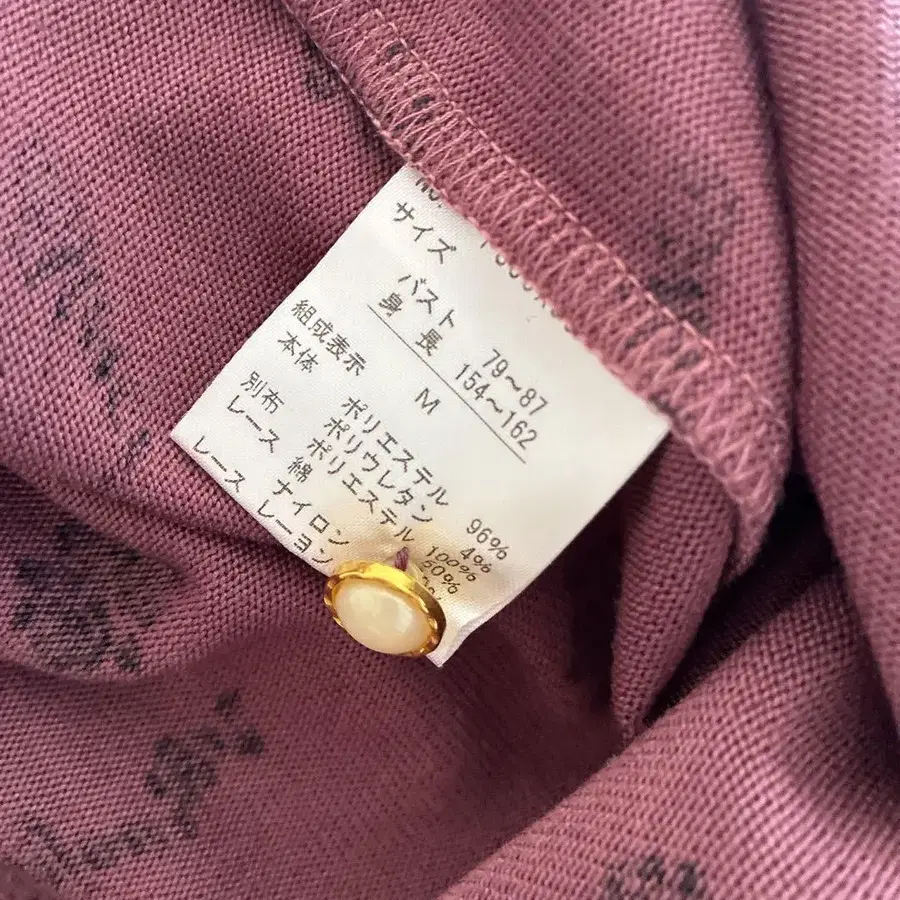 サイズ
バスト 79~87
身長 154~162
M
組成表示
本体 ポリエステル 96%
ポリウレタン 4%
別布 ポリエステル 100%
レース 綿 60%
ナイロン
レース レーヨン